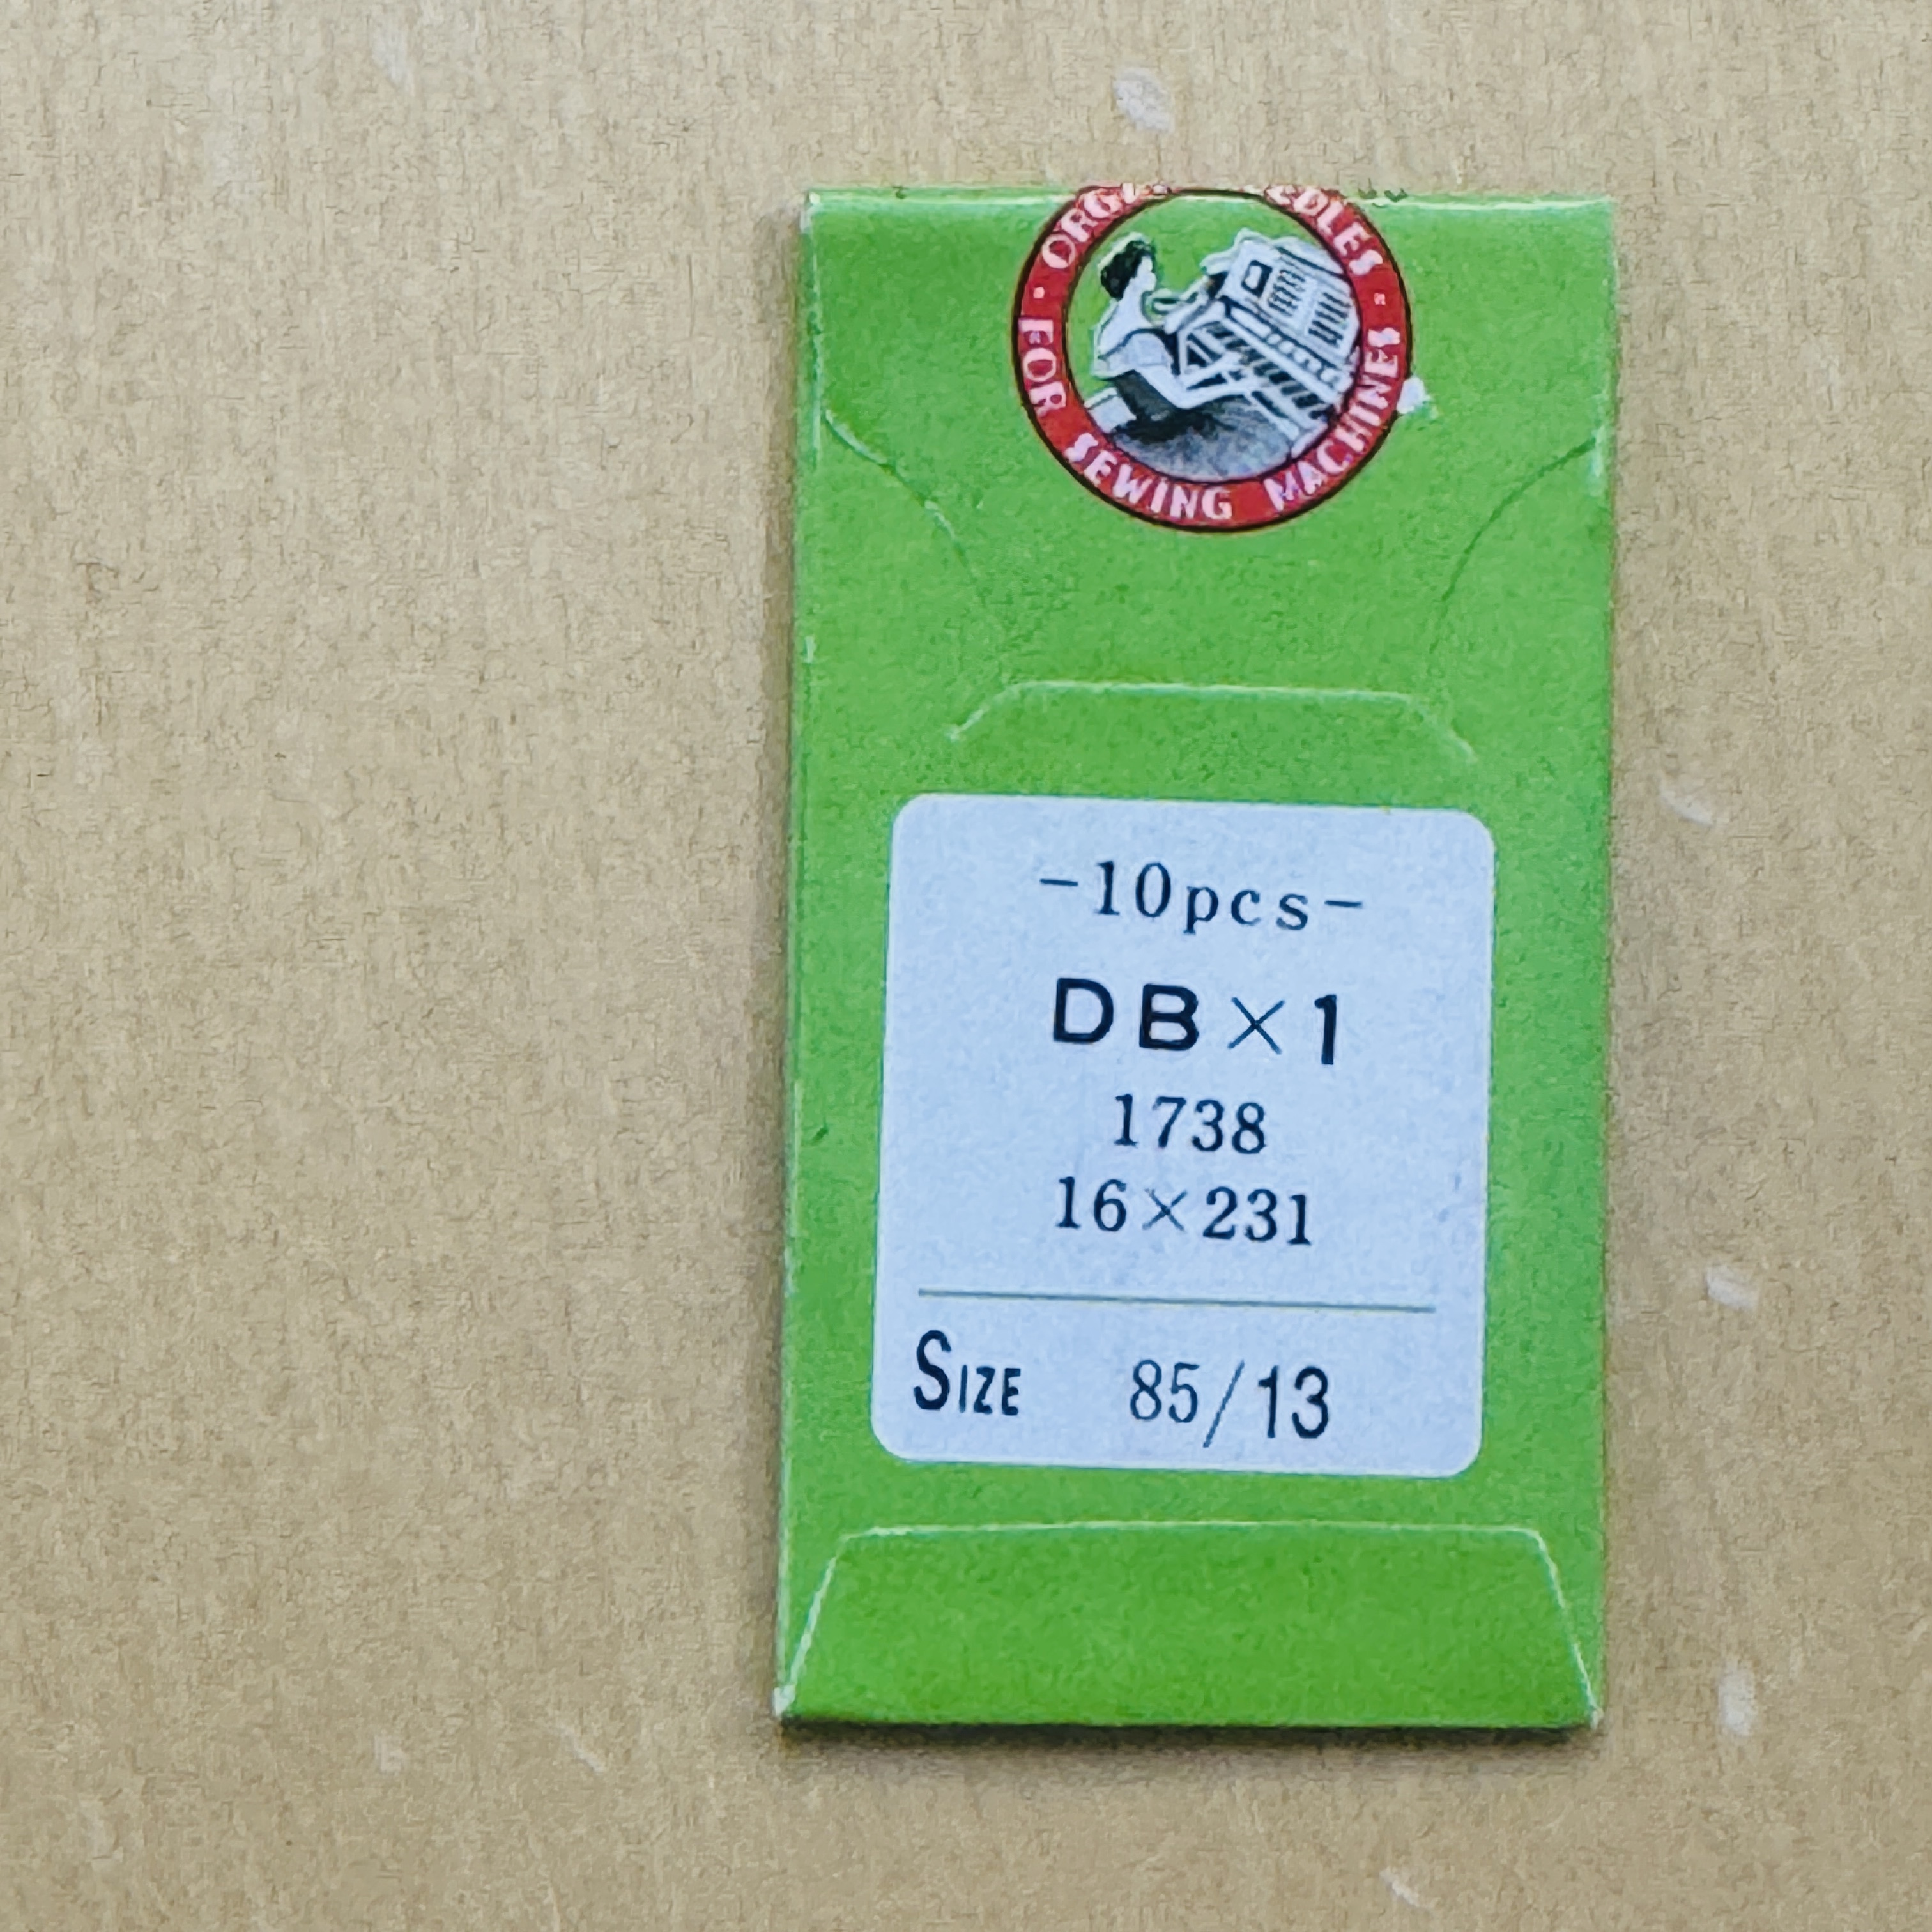 FOR SEWING MACHINES
-10pcs-
DB×1
1738
16×231
SIZE 85/13